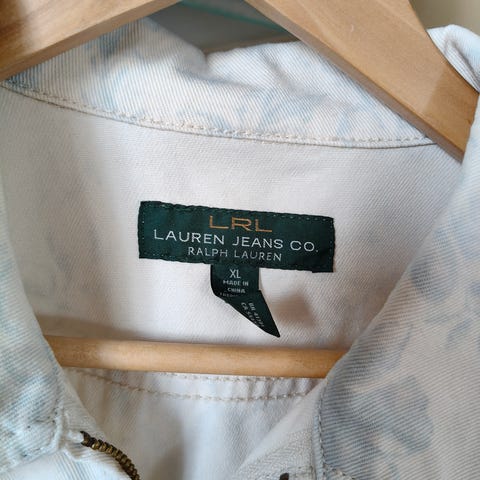 LRL
LAUREN JEANS CO.
RALPH LAUREN
XL
MADE IN
CHINA